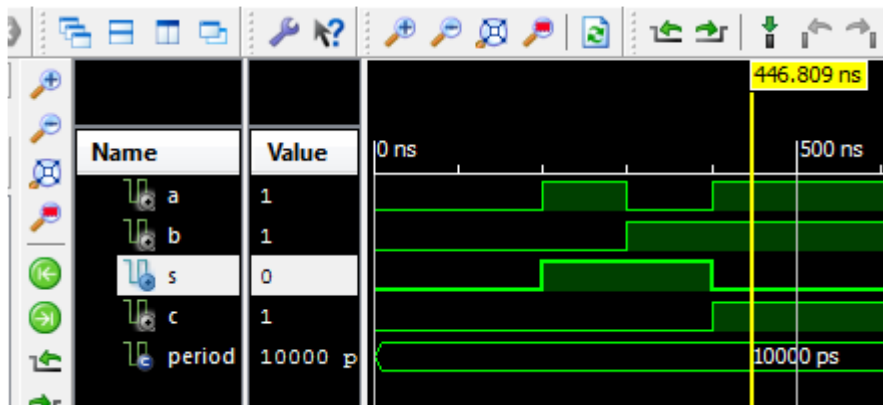 446.809 ns
Name Value 0 ns 500 ns
a 1
b 1
s 0
c 1
period 10000 p 10000 ps